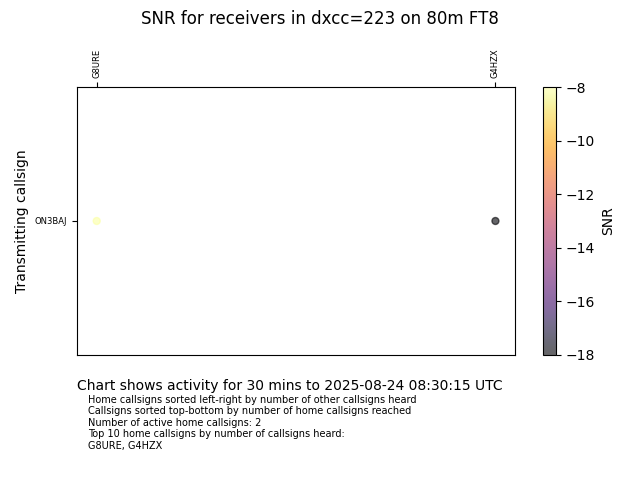 SNR for receivers in dxcc=223 on 80m FT8
G8URE
G4HZX
Transmitting callsign
ON3BAJ
−8
−10
−12
−14
−16
−18
SNR
Chart shows activity for 30 mins to 2025-08-24 08:30:15 UTC
Home callsigns sorted left-right by number of other callsigns heard
Callsigns sorted top-bottom by number of home callsigns reached
Number of active home callsigns: 2
Top 10 home callsigns by number of callsigns heard:
G8URE, G4HZX